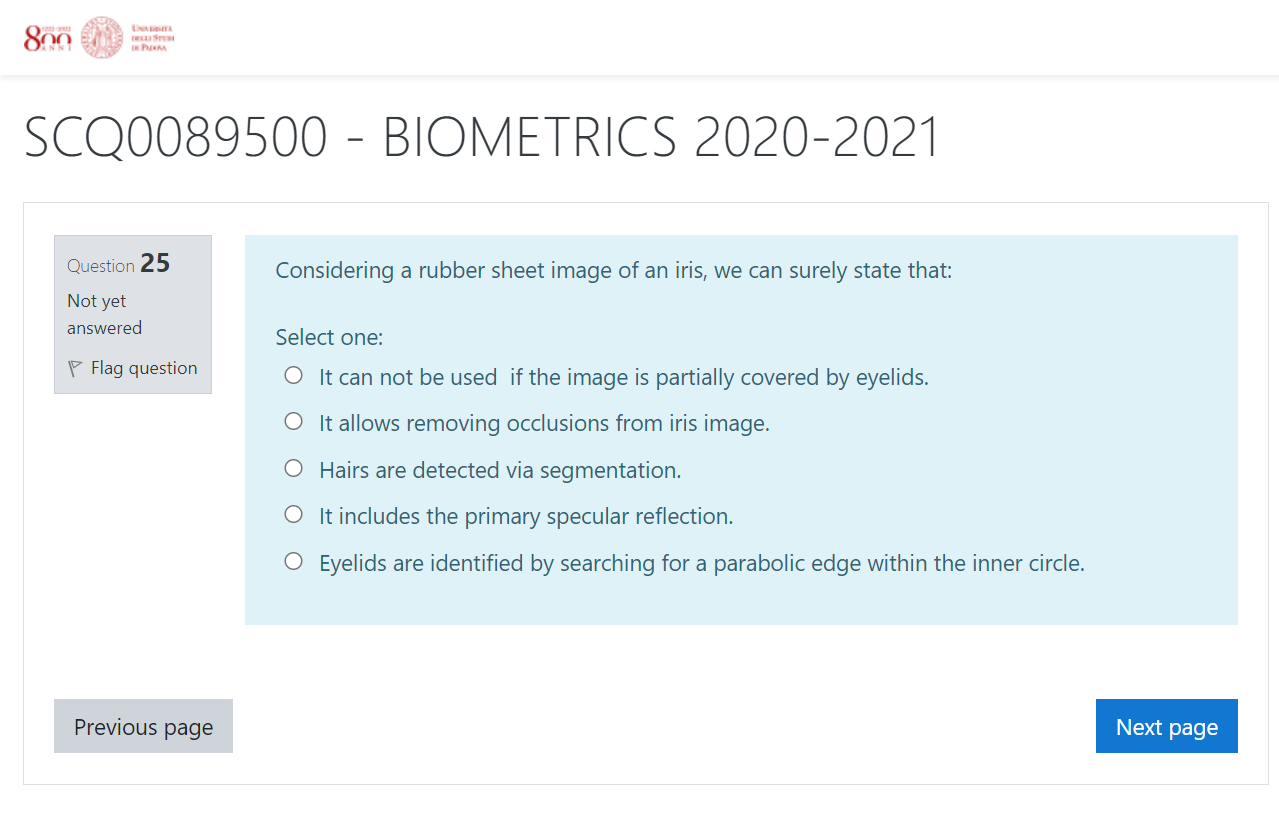 800 1222-2022
ANNI
UNIVERSITÀ
DEGLI STUDI
DI PADOVA
SCQ0089500 - BIOMETRICS 2020-2021
Question 25
Not yet
answered
Flag question
Considering a rubber sheet image of an iris, we can surely state that:
Select one:
It can not be used  if the image is partially covered by eyelids.
It allows removing occlusions from iris image.
Hairs are detected via segmentation.
It includes the primary specular reflection.
Eyelids are identified by searching for a parabolic edge within the inner circle.
Previous page
Next page